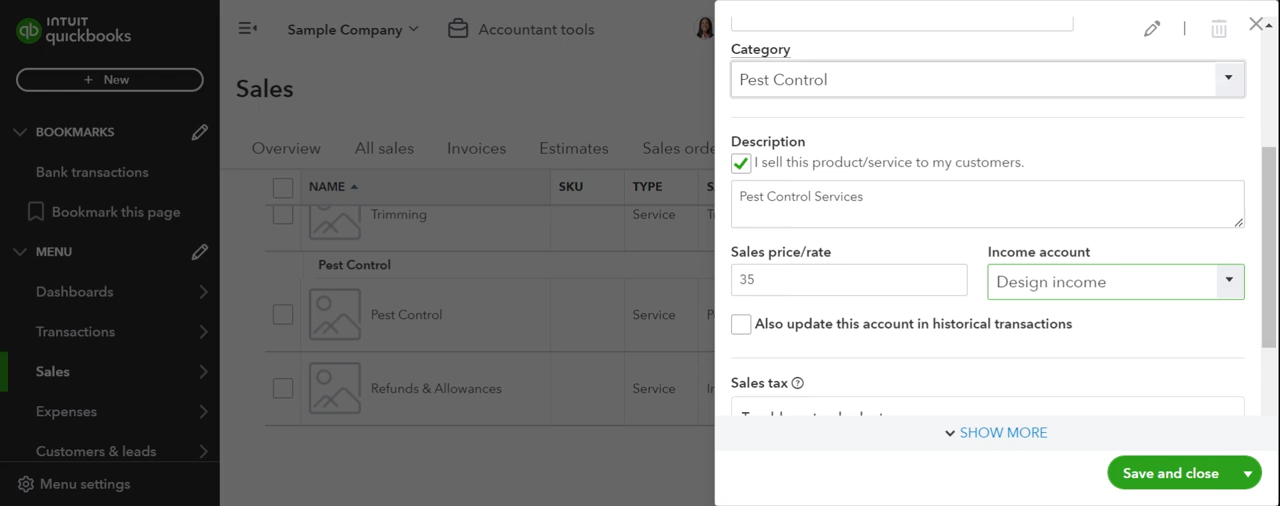 INTUIT
quickbooks
+ New
BOOKMARKS
Bank transactions
Bookmark this page
MENU
Dashboards
Transactions
Sales
Expenses
Customers & leads
Menu settings
Sample Company
Accountant tools
Sales
Overview
All sales
Invoices
Estimates
Sales orde
NAME
SKU
TYPE
Trimming
Service
Pest Control
Pest Control
Service
Refunds & Allowances
Service
Category
Pest Control
Description
I sell this product/service to my customers.
Pest Control Services
Sales price/rate
Income account
35
Design income
Also update this account in historical transactions
Sales tax
SHOW MORE
Save and close